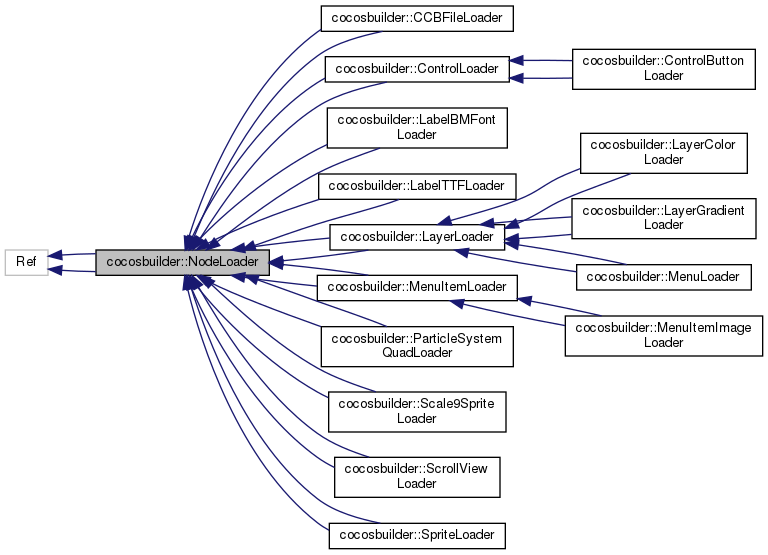 Ref
cocosbuilder::NodeLoader
cocosbuilder::CCBFileLoader
cocosbuilder::ControlLoader
cocosbuilder::LabelBMFont
Loader
cocosbuilder::LabelTTFLoader
cocosbuilder::LayerLoader
cocosbuilder::MenuItemLoader
cocosbuilder::ParticleSystem
QuadLoader
cocosbuilder::Scale9Sprite
Loader
cocosbuilder::ScrollView
Loader
cocosbuilder::SpriteLoader
cocosbuilder::ControlButton
Loader
cocosbuilder::LayerColor
Loader
cocosbuilder::LayerGradient
Loader
cocosbuilder::MenuLoader
cocosbuilder::MenuItemImage
Loader